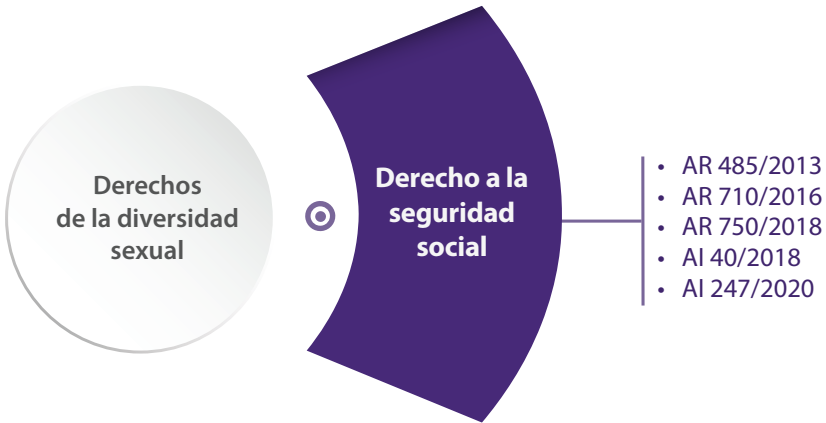 Derechos
de la diversidad
sexual
Derecho a la
seguridad
social
• AR 485/2013
• AR 710/2016
• AR 750/2018
• AI 40/2018
• AI 247/2020